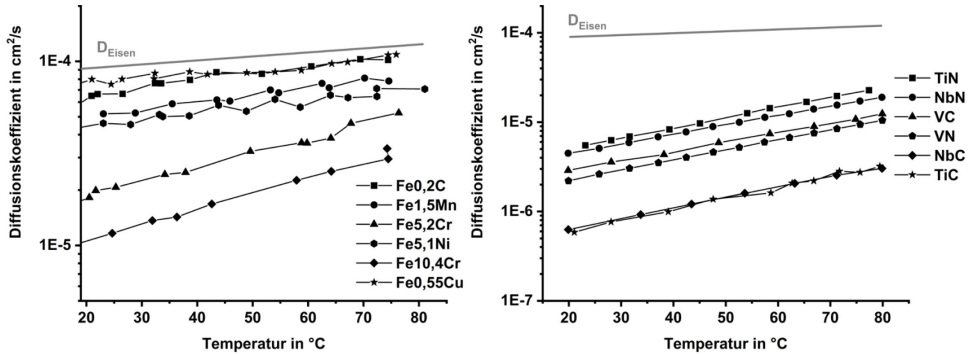 D_Eisen
1E-4
1E-5
Diffusionskoeffizient in cm²/s
Fe0,2C
Fe1,5Mn
Fe5,2Cr
Fe5,1Ni
Fe10,4Cr
Fe0,55Cu
20 30 40 50 60 70 80
Temperatur in °C
D_Eisen
1E-4
1E-5
1E-6
1E-7
Diffusionskoeffizient in cm²/s
TiN
NbN
VC
VN
NbC
TiC
20 30 40 50 60 70 80
Temperatur in °C